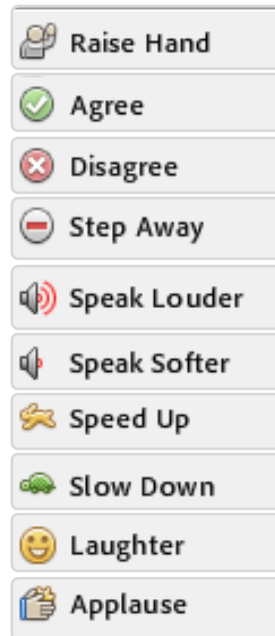 Raise Hand
Agree
Disagree
Step Away
Speak Louder
Speak Softer
Speed Up
Slow Down
Laughter
Applause